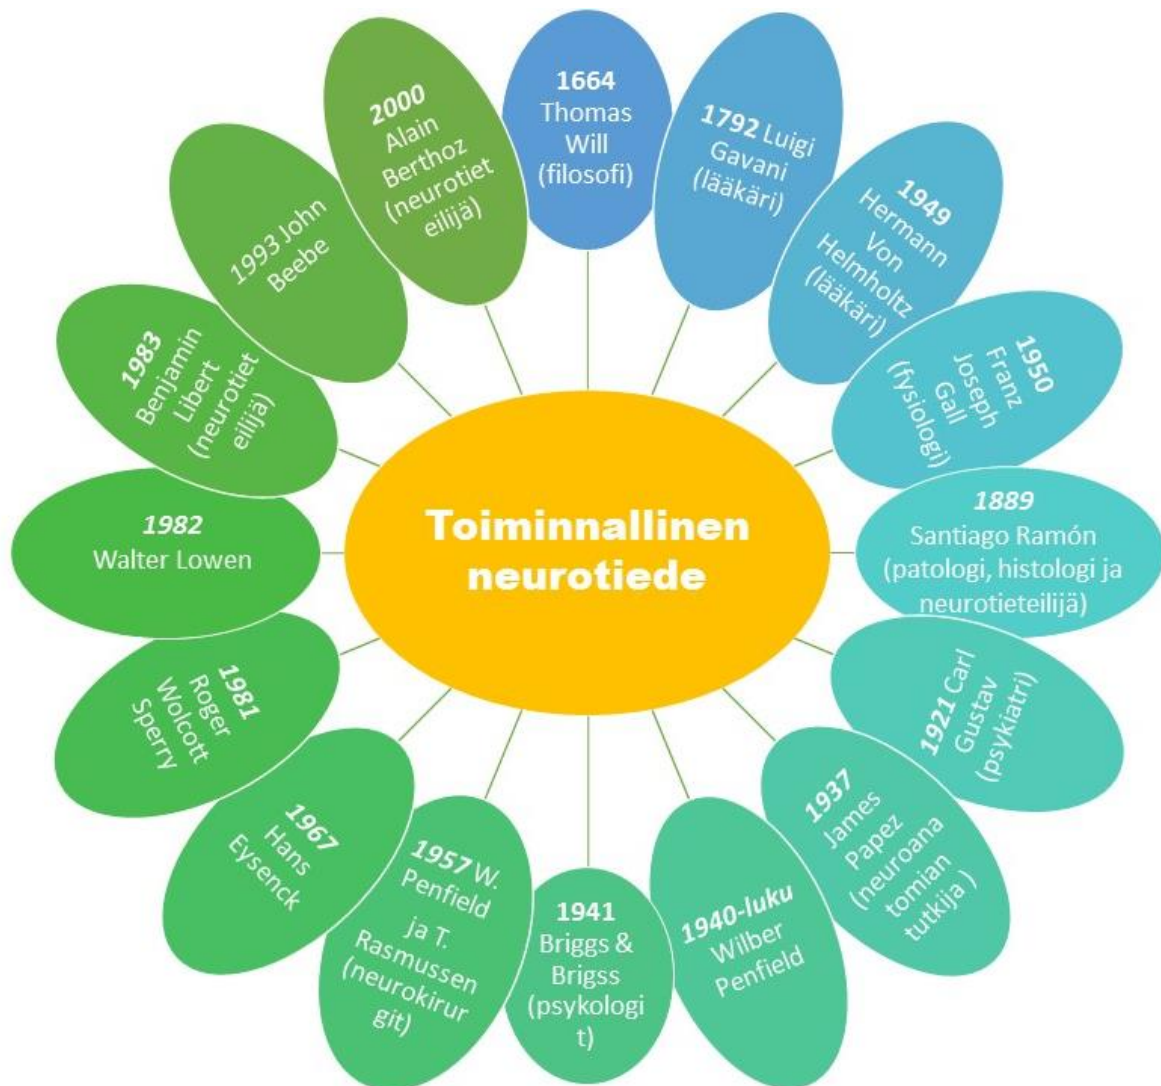 Toiminnallinen
neurotiede
1664
Thomas
Will
(filosofi)
1792 Luigi
Gavani
(lääkäri)
1949
Hermann
Von
Helmholtz
(lääkäri)
1950
Franz
Joseph
Gall
(fysiologi)
1889
Santiago Ramón
(patologi, histologi ja
neurotieteilijä)
1921 Carl
Gustav
(psykiatri)
1937
James
Papez
(neuroana
tomian
tutkija )
1940-luku
Wilber
Penfield
1941
Briggs &
Brigss
(psykologi
t)
1957 W.
Penfield
ja T.
Rasmussen
(neurokirur
git)
1967
Hans
Eysenck
1981
Roger
Wolcott
Sperry
1982
Walter Lowen
1983
Benjamin
Libert
(neurotiet
eilijä)
1993 John
Beebe
2000
Alain
Berthoz
(neurotiet
eilijä)